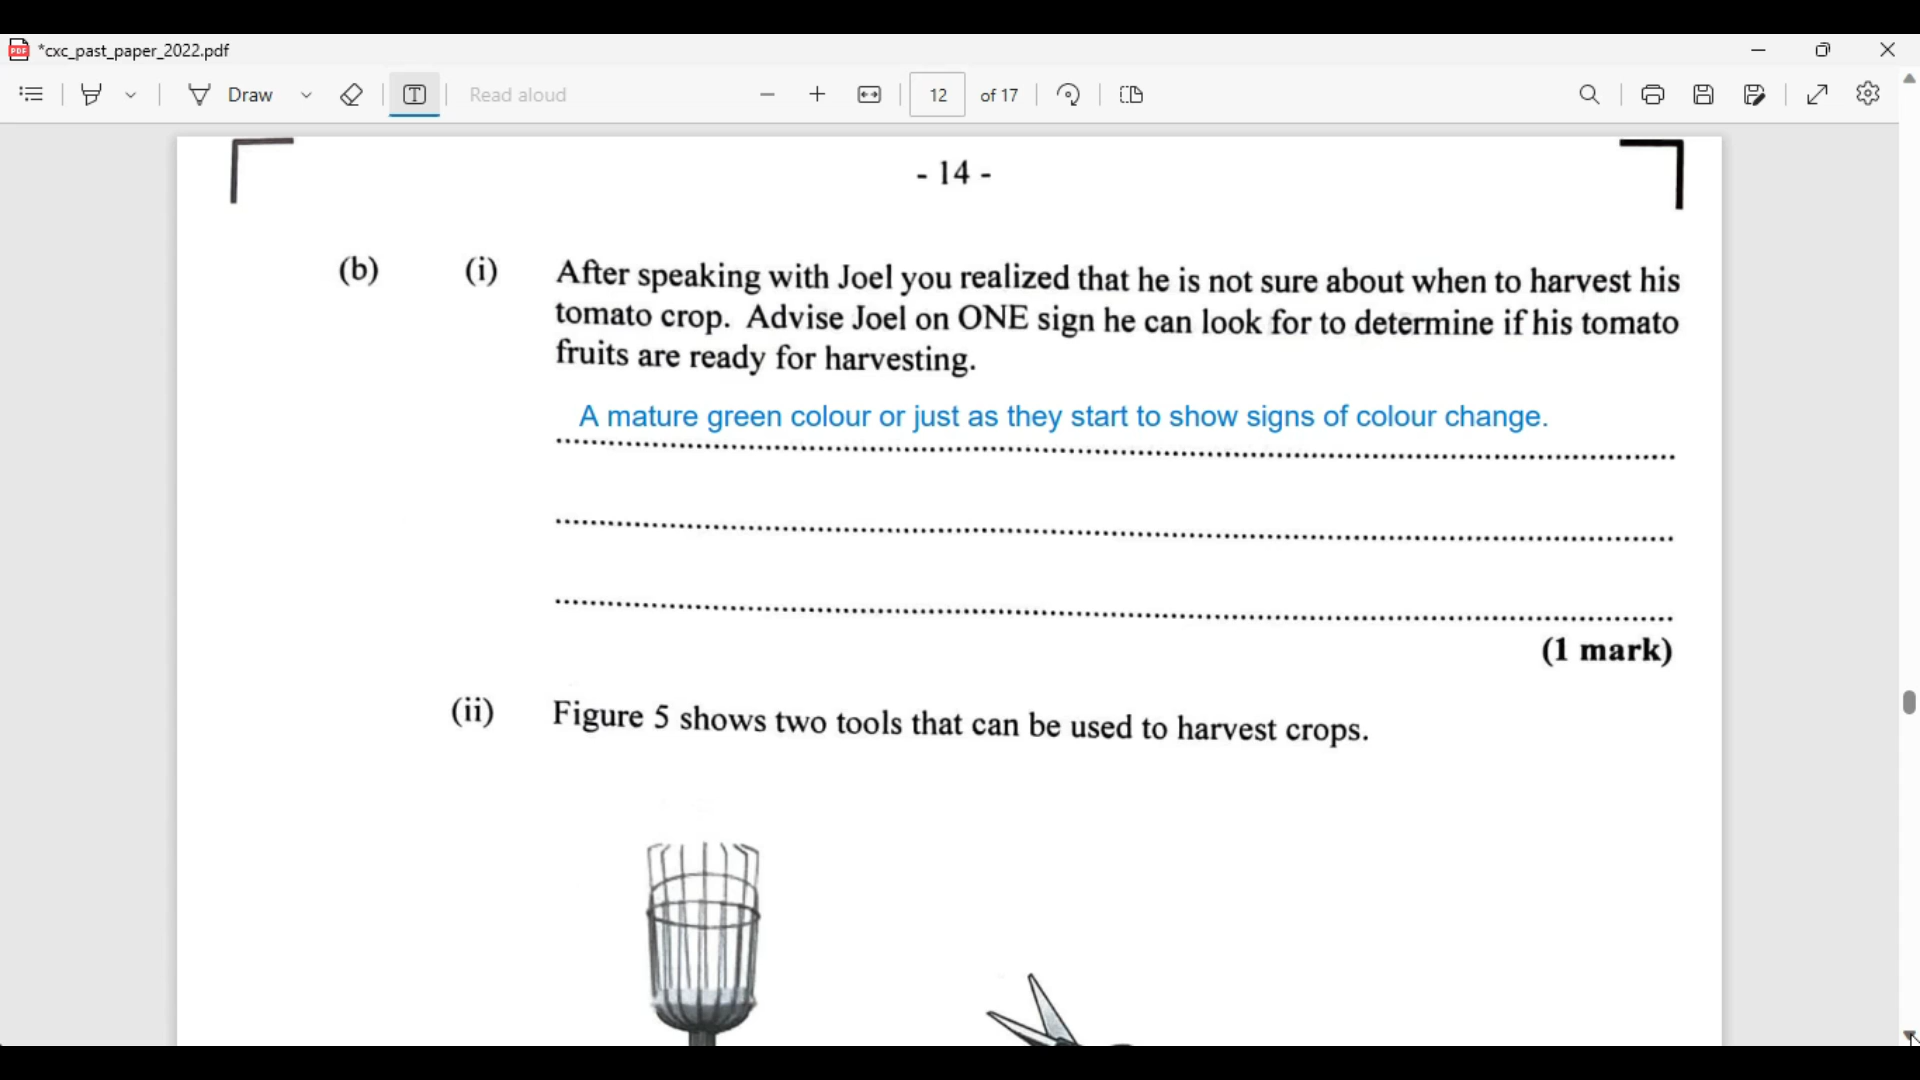 *cxc_past_paper_2022.pdf
Draw
Read aloud
12
of 17
- 14 -
(b) (i) After speaking with Joel you realized that he is not sure about when to harvest his
tomato crop. Advise Joel on ONE sign he can look for to determine if his tomato
fruits are ready for harvesting.
A mature green colour or just as they start to show signs of colour change.
(1 mark)
(ii) Figure 5 shows two tools that can be used to harvest crops.